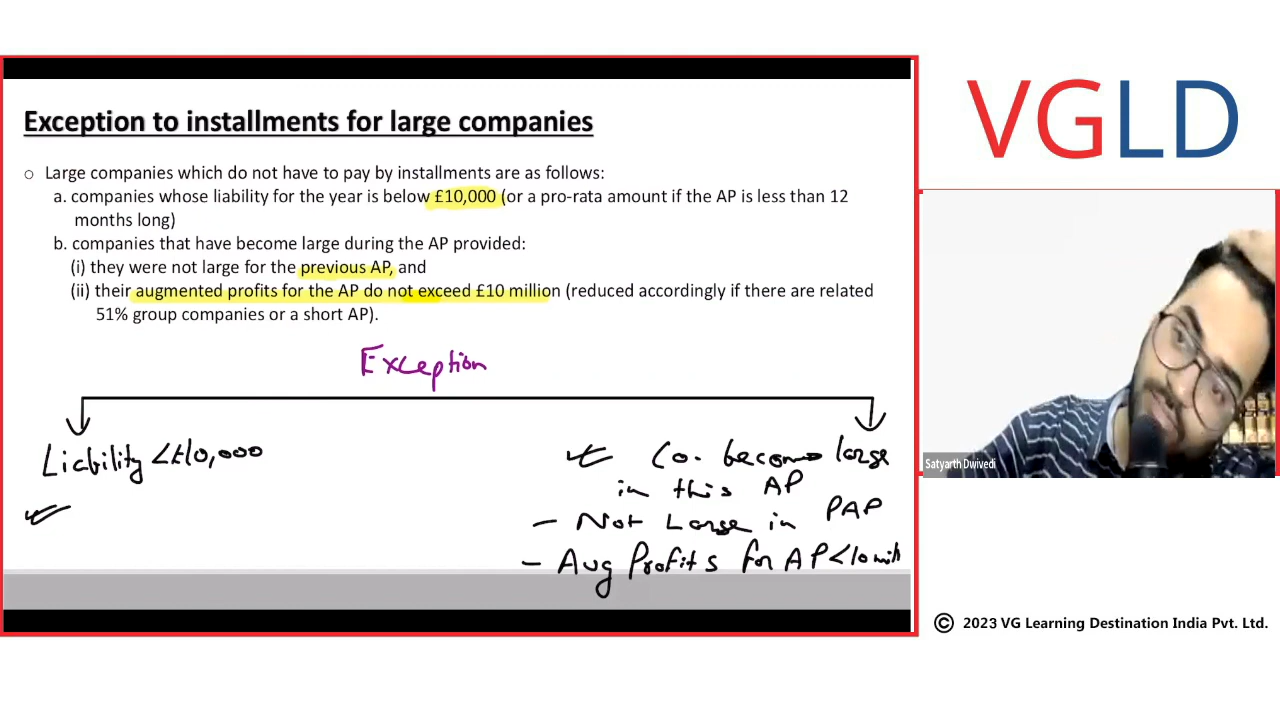 Exception to installments for large companies
○ Large companies which do not have to pay by installments are as follows:
a. companies whose liability for the year is below £10,000 (or a pro-rata amount if the AP is less than 12
months long)
b. companies that have become large during the AP provided:
(i) they were not large for the previous AP, and
(ii) their augmented profits for the AP do not exceed £10 million (reduced accordingly if there are related
51% group companies or a short AP).
Exception
Liability <£10,000
Co. become large
in this AP
- Not Large in PAP
- Aug Profits for AP <10 mill
VGLD
Satyarth Dwivedi
© 2023 VG Learning Destination India Pvt. Ltd.